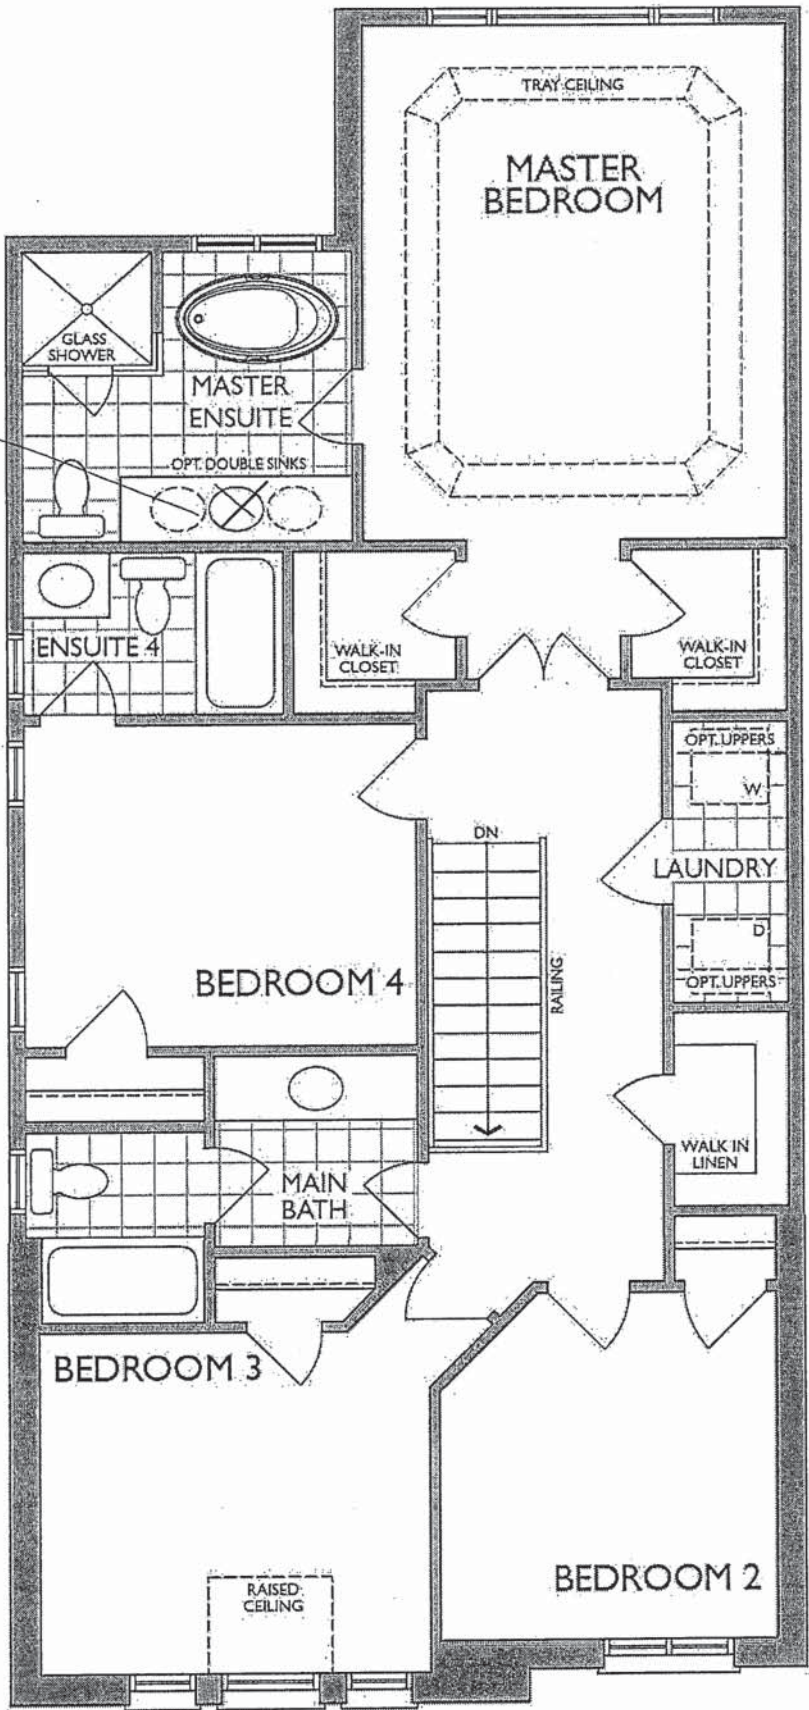 TRAY CEILING
MASTER
BEDROOM
GLASS
SHOWER
MASTER
ENSUITE
OPT. DOUBLE SINKS
ENSUITE 4
WALK-IN
CLOSET
WALK-IN
CLOSET
OPT. UPPERS
W
DN
LAUNDRY
D
OPT. UPPERS
RAILING
BEDROOM 4
WALK IN
LINEN
MAIN
BATH
BEDROOM 3
BEDROOM 2
RAISED
CEILING